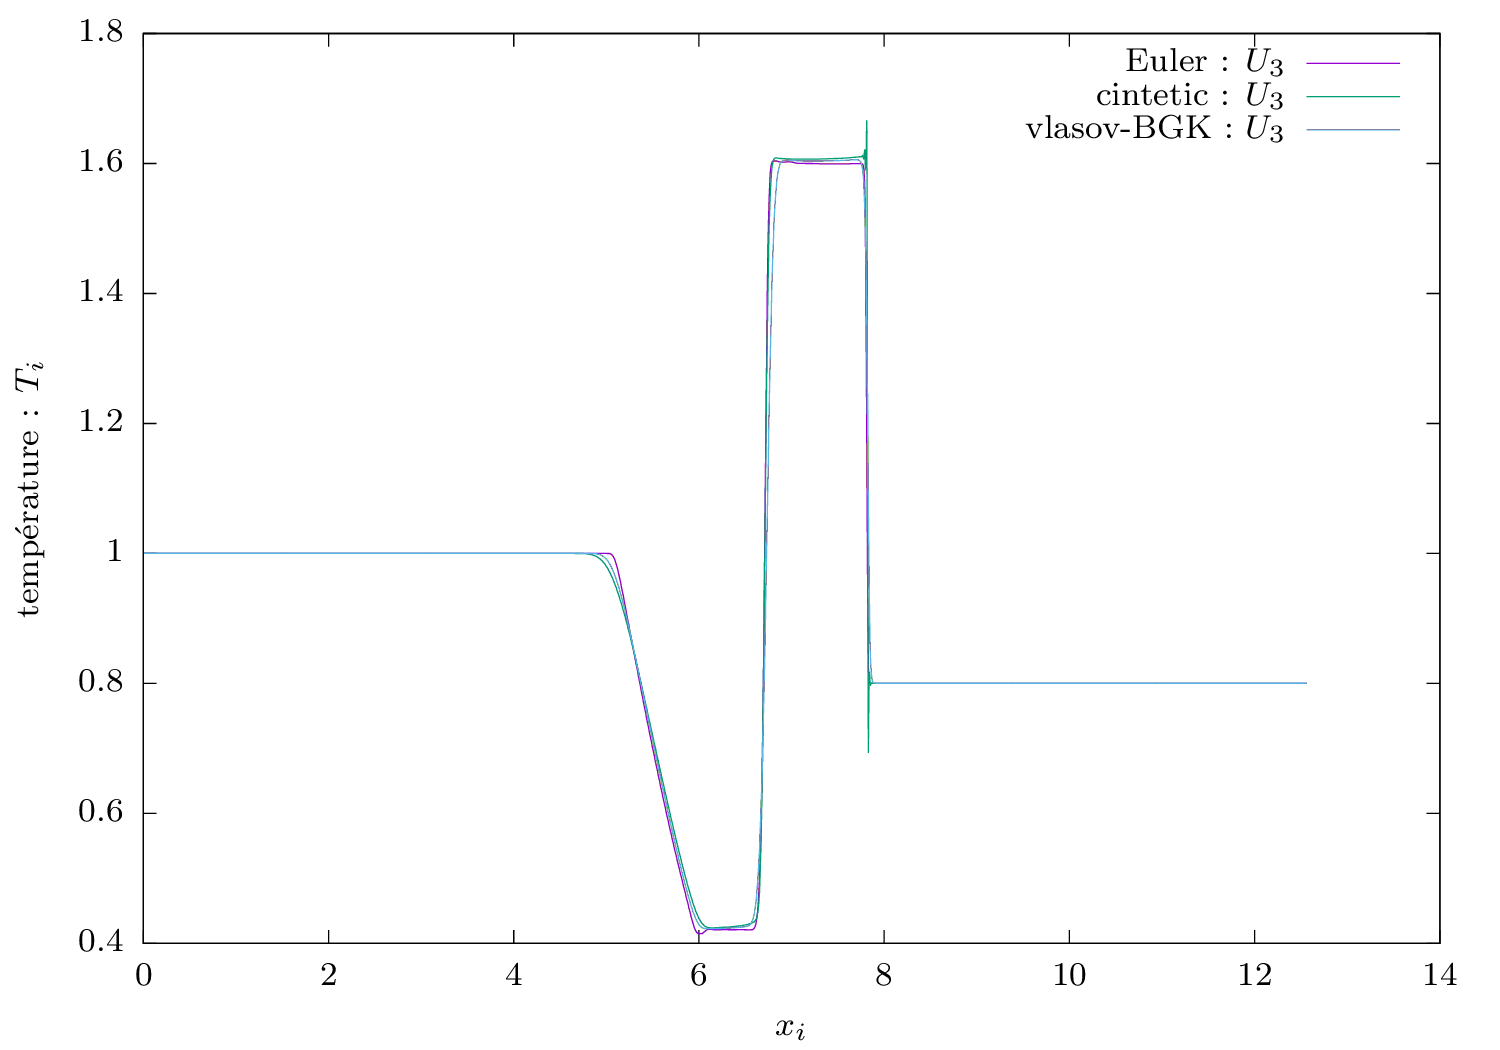 1.8
1.6
1.4
1.2
1
0.8
0.6
0.4
0 2 4 6 8 10 12 14
température : Tᵢ
xᵢ
Euler : U₃
cintetic : U₃
vlasov-BGK : U₃